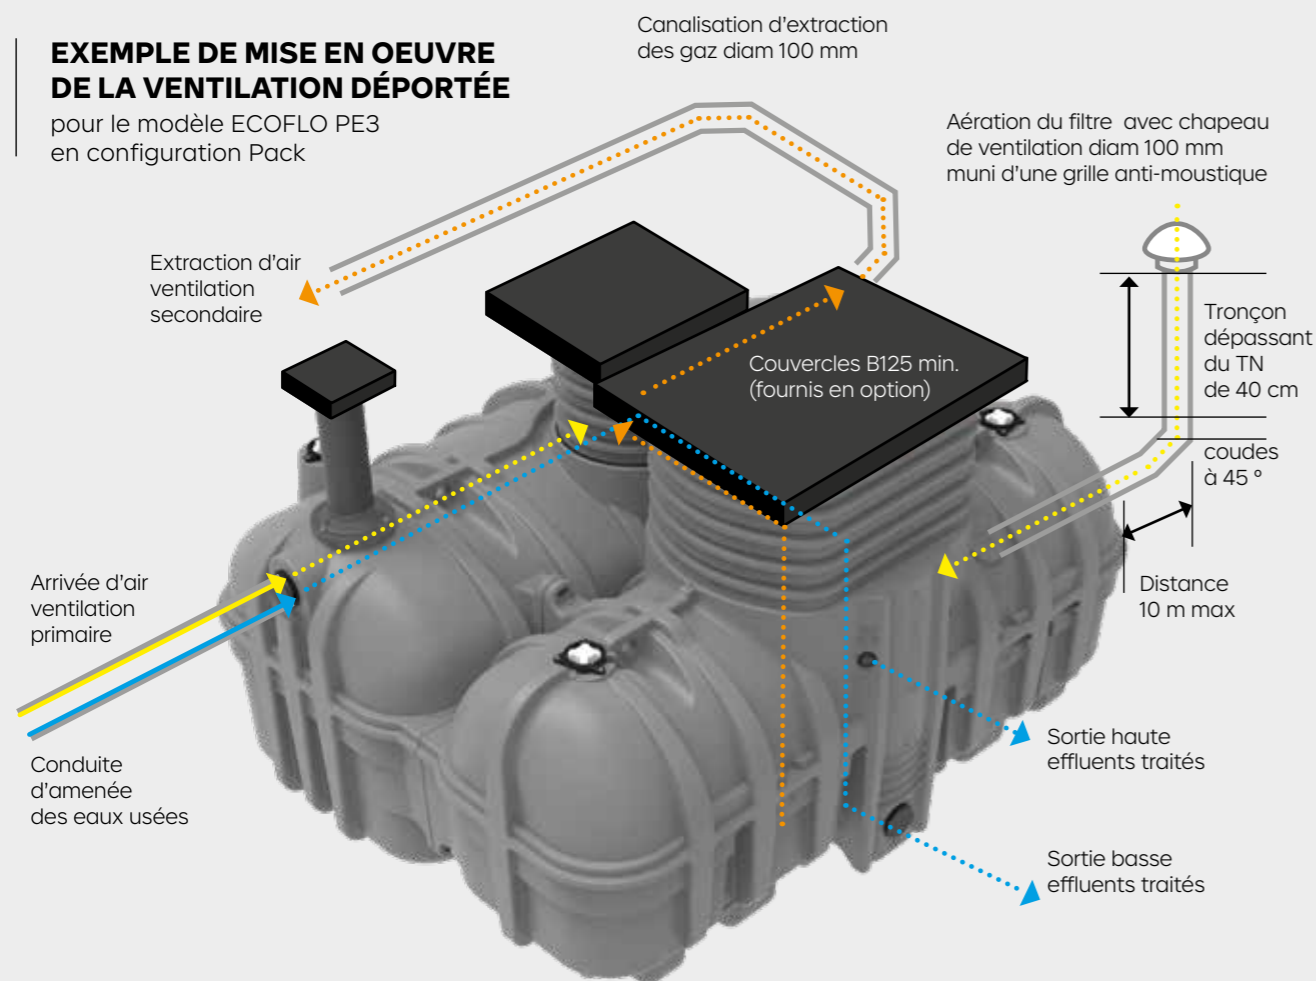 EXEMPLE DE MISE EN OEUVRE
DE LA VENTILATION DÉPORTÉE
pour le modèle ECOFLO PE3
en configuration Pack
Canalisation d'extraction
des gaz diam 100 mm
Aération du filtre avec chapeau
de ventilation diam 100 mm
muni d'une grille anti-moustique
Extraction d'air
ventilation
secondaire
Tronçon
dépassant
du TN
de 40 cm
Couvercles B125 min.
(fournis en option)
coudes
à 45 °
Distance
10 m max
Arrivée d'air
ventilation
primaire
Sortie haute
effluents traités
Conduite
d'amenée
des eaux usées
Sortie basse
effluents traités